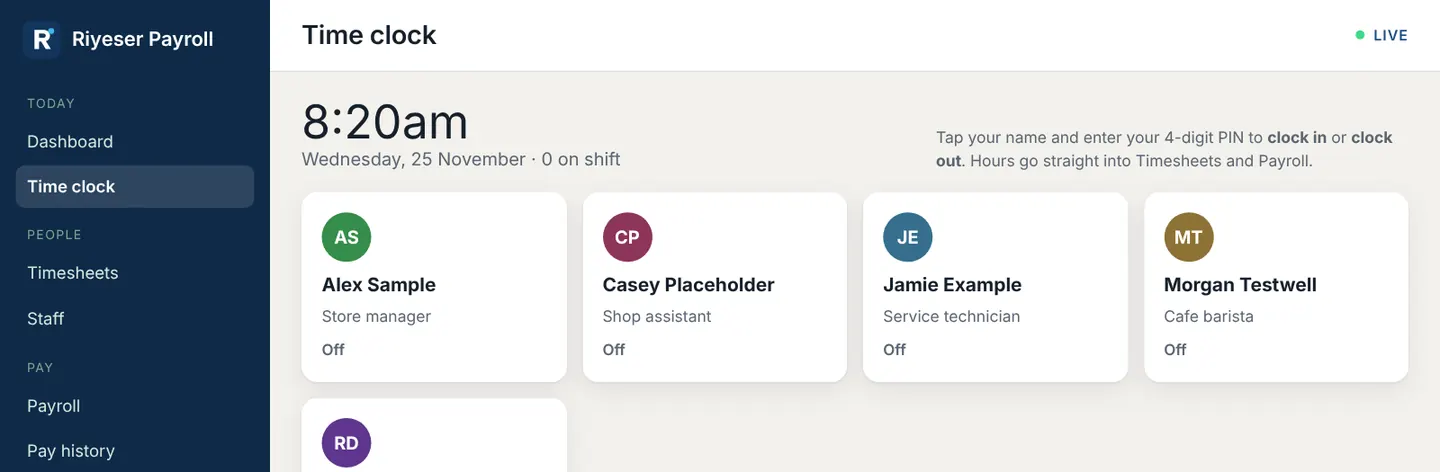 R
Riyeser Payroll
TODAY
Dashboard
Time clock
PEOPLE
Timesheets
Staff
PAY
Payroll
Pay history
Time clock
LIVE
8:20am
Wednesday, 25 November · 0 on shift
Tap your name and enter your 4-digit PIN to clock in or clock
out. Hours go straight into Timesheets and Payroll.
AS
Alex Sample
Store manager
Off
CP
Casey Placeholder
Shop assistant
Off
JE
Jamie Example
Service technician
Off
MT
Morgan Testwell
Cafe barista
Off
RD